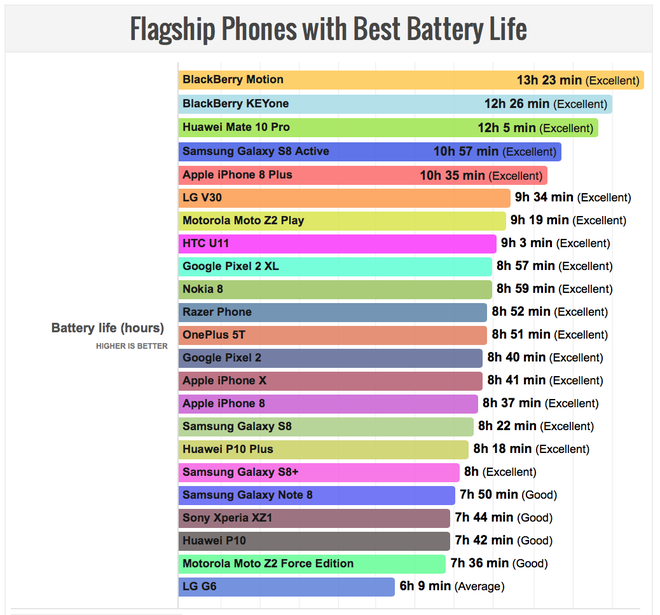 Flagship Phones with Best Battery Life
BlackBerry Motion 13h 23 min (Excellent)
BlackBerry KEYone 12h 26 min (Excellent)
Huawei Mate 10 Pro 12h 5 min (Excellent)
Samsung Galaxy S8 Active 10h 57 min (Excellent)
Apple iPhone 8 Plus 10h 35 min (Excellent)
LG V30 9h 34 min (Excellent)
Motorola Moto Z2 Play 9h 19 min (Excellent)
HTC U11 9h 3 min (Excellent)
Google Pixel 2 XL 8h 57 min (Excellent)
Nokia 8 8h 59 min (Excellent)
Razer Phone 8h 52 min (Excellent)
Battery life (hours)
HIGHER IS BETTER
OnePlus 5T 8h 51 min (Excellent)
Google Pixel 2 8h 40 min (Excellent)
Apple iPhone X 8h 41 min (Excellent)
Apple iPhone 8 8h 37 min (Excellent)
Samsung Galaxy S8 8h 22 min (Excellent)
Huawei P10 Plus 8h 18 min (Excellent)
Samsung Galaxy S8+ 8h (Excellent)
Samsung Galaxy Note 8 7h 50 min (Good)
Sony Xperia XZ1 7h 44 min (Good)
Huawei P10 7h 42 min (Good)
Motorola Moto Z2 Force Edition 7h 36 min (Good)
LG G6 6h 9 min (Average)